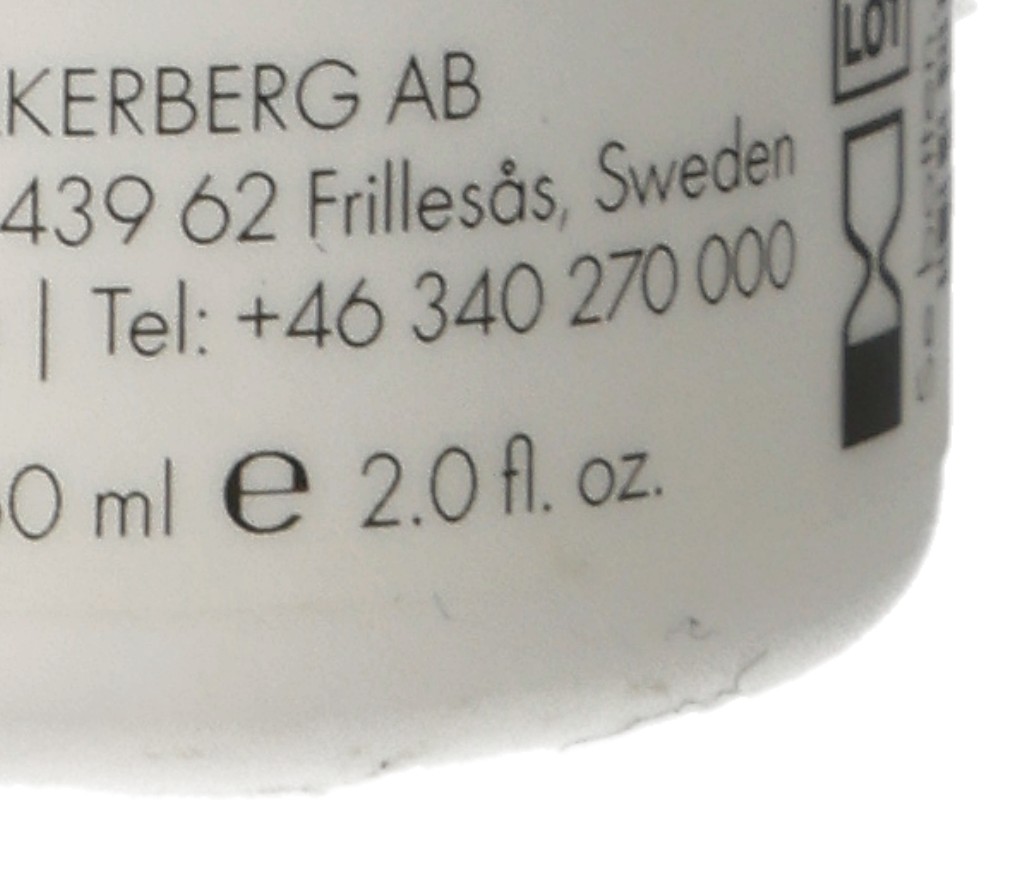 KERBERG AB
439 62 Frillesås, Sweden
| Tel: +46 340 270 000
0 ml e 2.0 fl. oz.
LOT